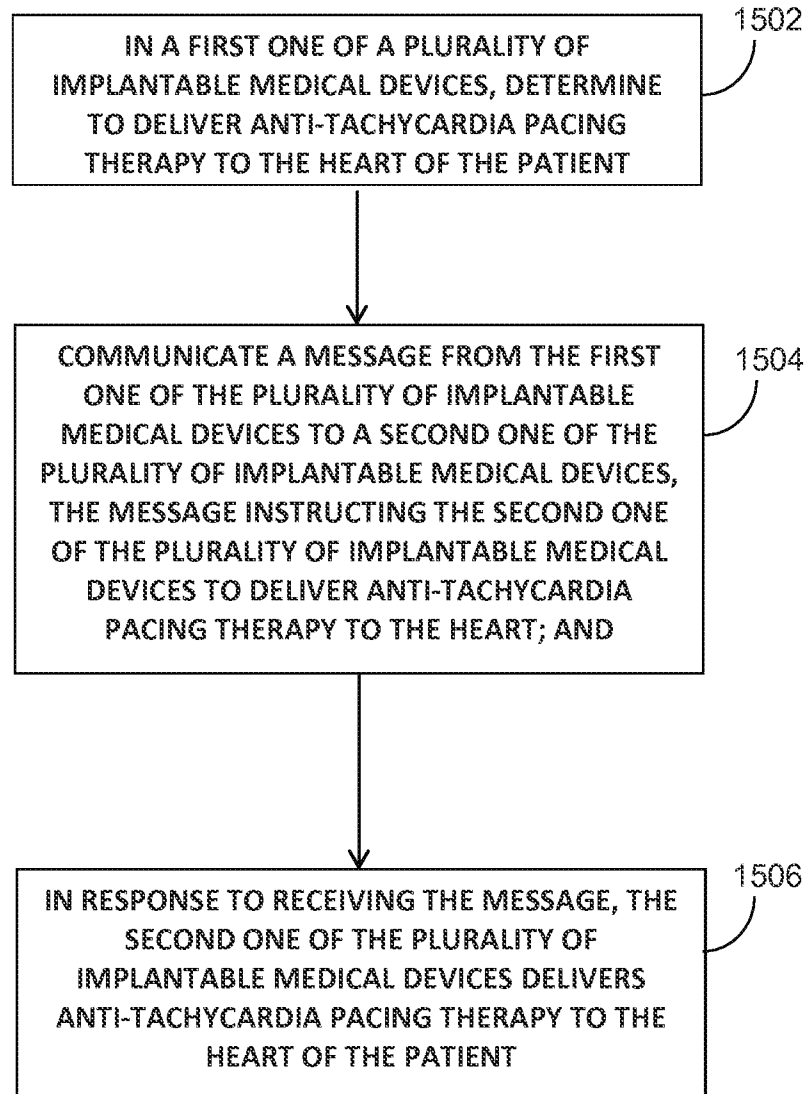 1502
IN A FIRST ONE OF A PLURALITY OF
IMPLANTABLE MEDICAL DEVICES, DETERMINE
TO DELIVER ANTI-TACHYCARDIA PACING
THERAPY TO THE HEART OF THE PATIENT
1504
COMMUNICATE A MESSAGE FROM THE FIRST
ONE OF THE PLURALITY OF IMPLANTABLE
MEDICAL DEVICES TO A SECOND ONE OF THE
PLURALITY OF IMPLANTABLE MEDICAL DEVICES,
THE MESSAGE INSTRUCTING THE SECOND ONE
OF THE PLURALITY OF IMPLANTABLE MEDICAL
DEVICES TO DELIVER ANTI-TACHYCARDIA
PACING THERAPY TO THE HEART; AND
1506
IN RESPONSE TO RECEIVING THE MESSAGE, THE
SECOND ONE OF THE PLURALITY OF
IMPLANTABLE MEDICAL DEVICES DELIVERS
ANTI-TACHYCARDIA PACING THERAPY TO THE
HEART OF THE PATIENT